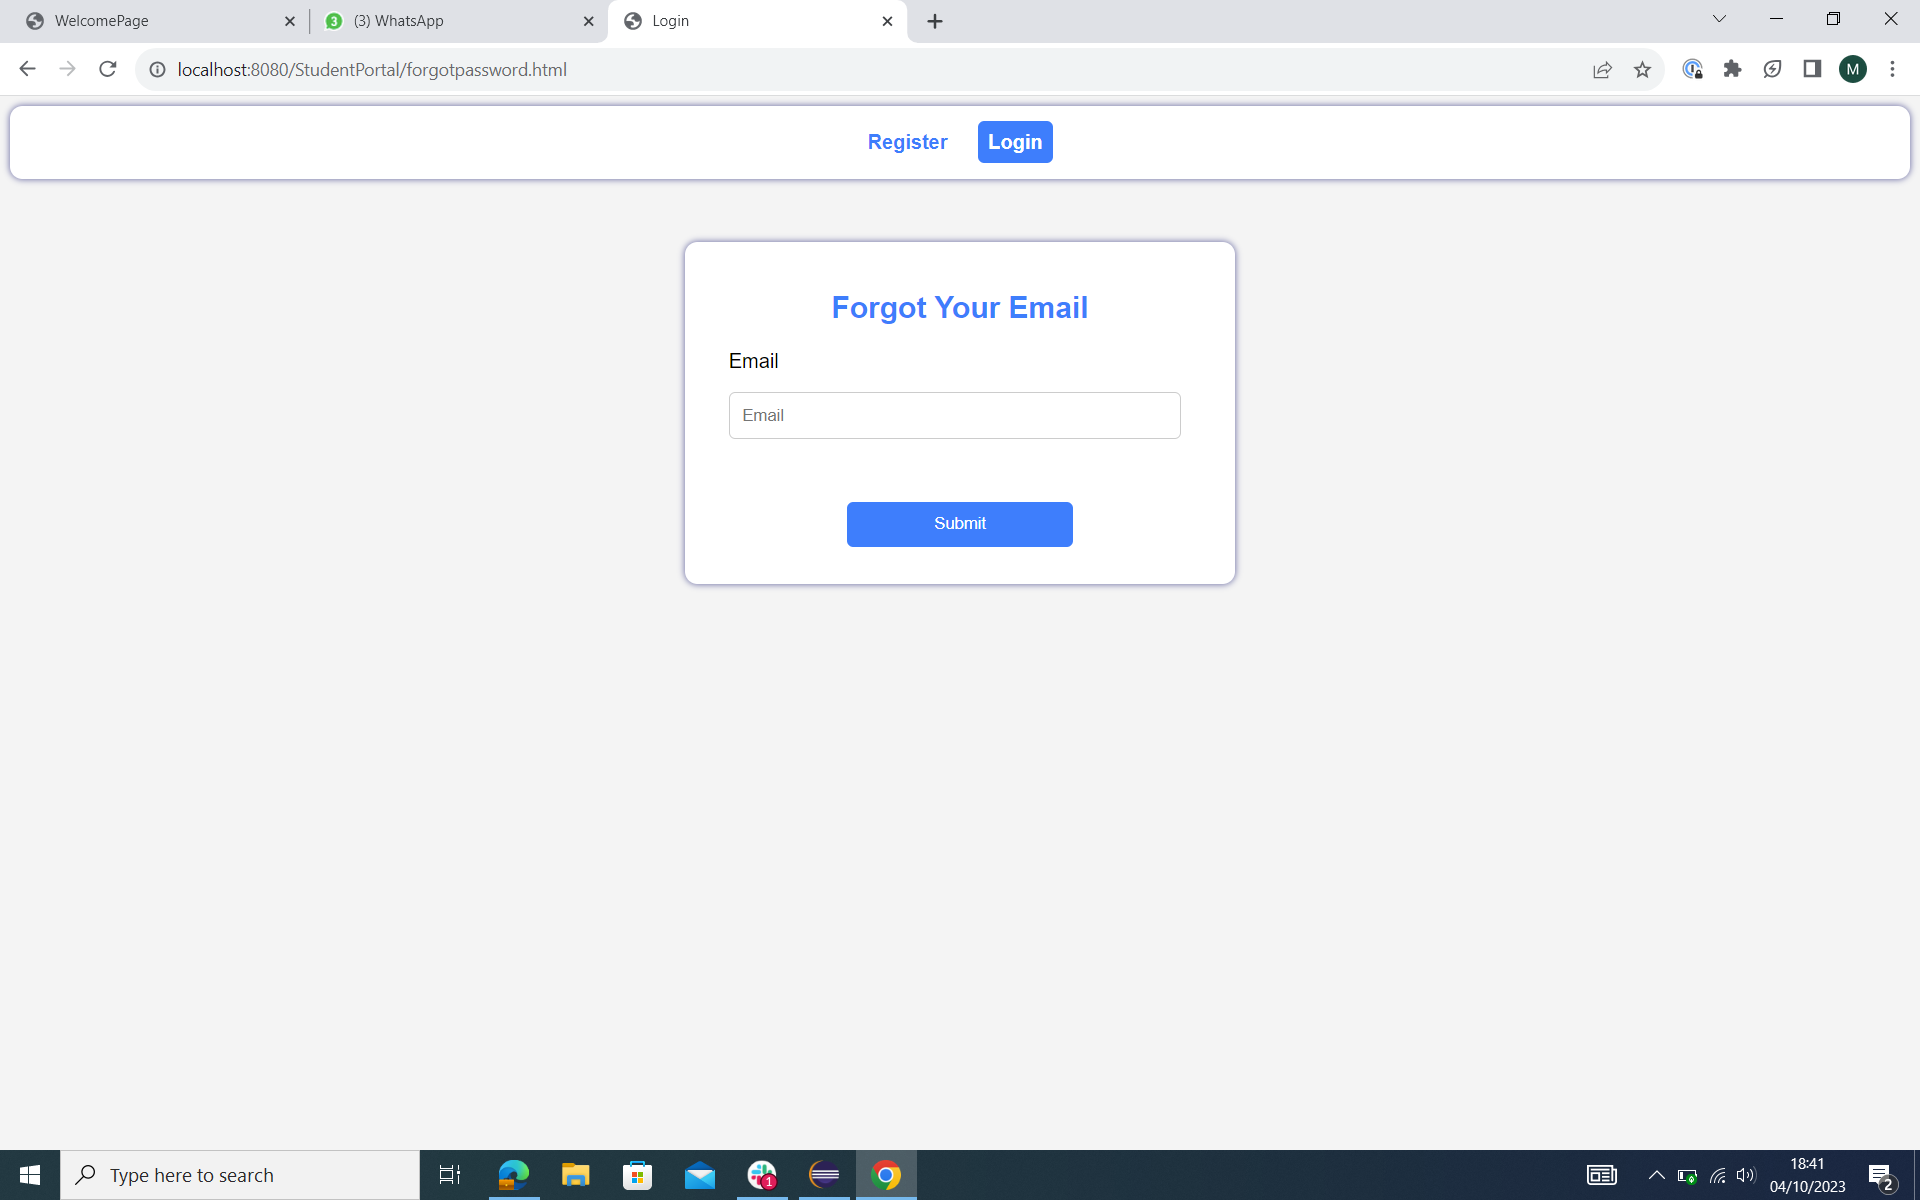 WelcomePage
3
(3) WhatsApp
Login
localhost:8080/StudentPortal/forgotpassword.html
M
Register
Login
Forgot Your Email
Email
Email
Submit
Type here to search
1
18:41
04/10/2023
2